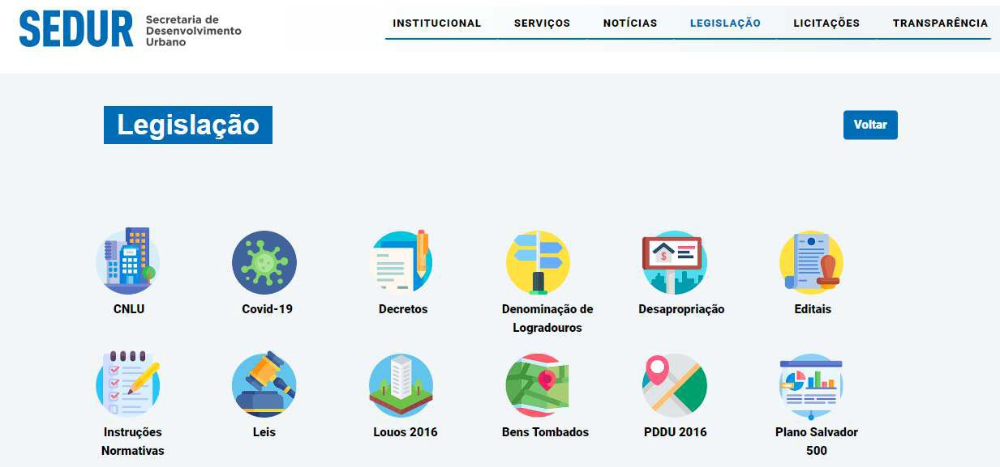 SEDUR
Secretaria de
Desenvolvimento
Urbano
INSTITUCIONAL SERVIÇOS NOTÍCIAS LEGISLAÇÃO LICITAÇÕES TRANSPARÊNCIA
Legislação
Voltar
CNLU
Covid-19
Decretos
Denominação de
Logradouros
Desapropriação
Editais
Instruções
Normativas
Leis
Louos 2016
Bens Tombados
PDDU 2016
Plano Salvador
500